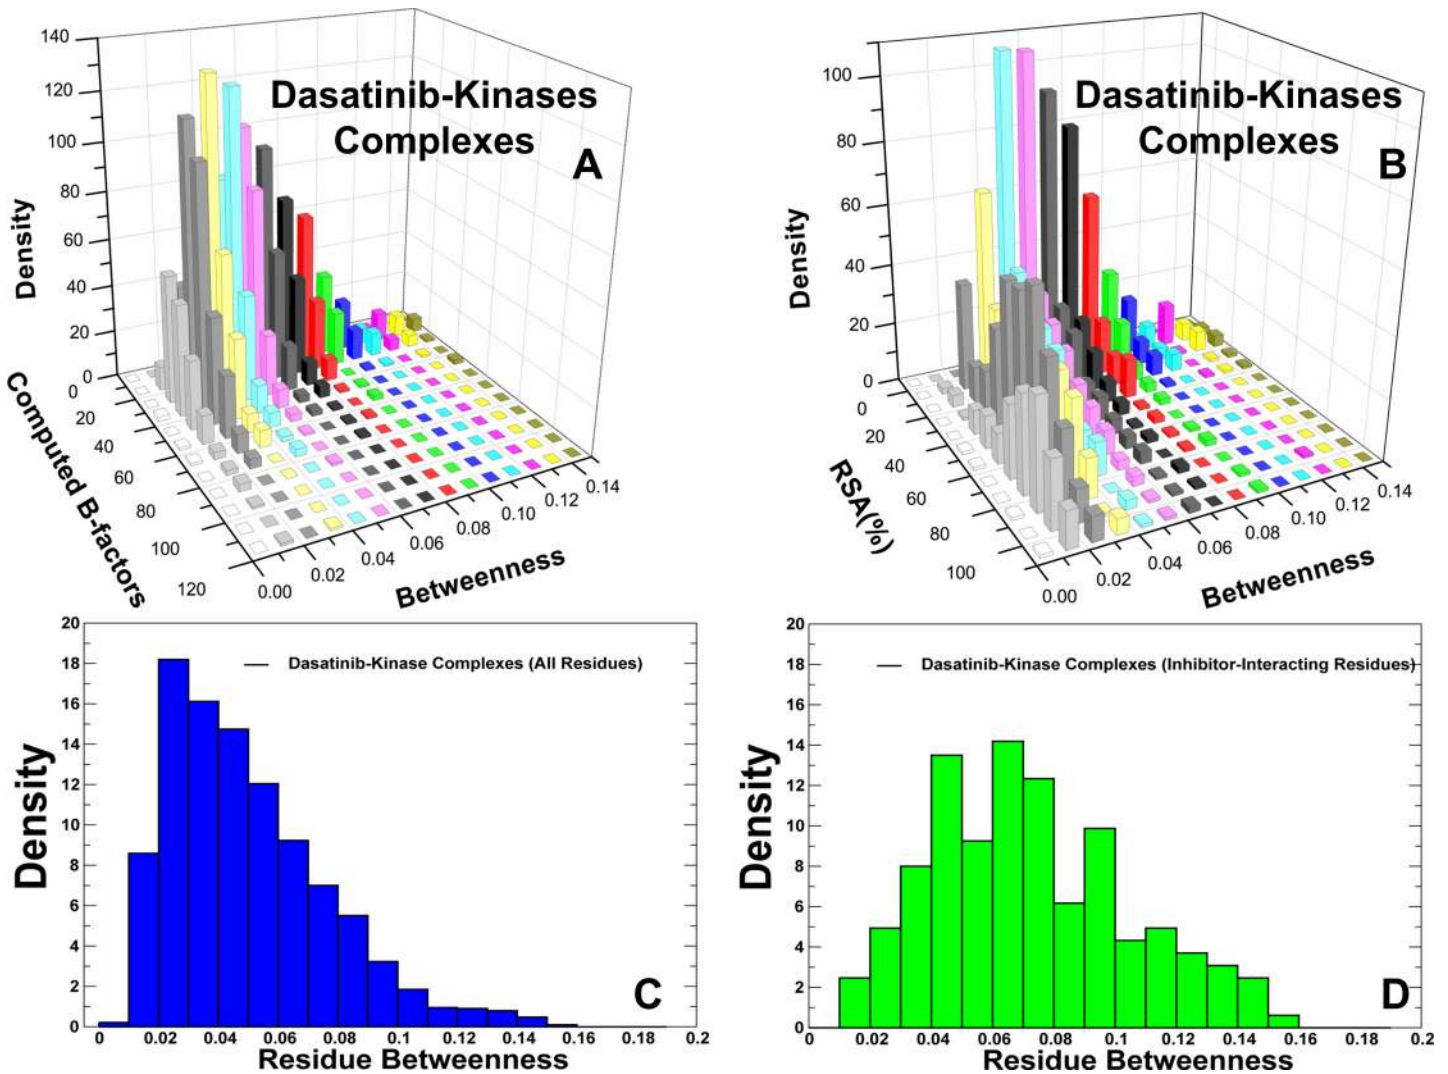 Dasatinib-Kinases
Complexes
A
Density
140
120
100
80
60
40
20
0
Computed B-factors
0
20
40
60
80
100
120
Betweenness
0.00
0.02
0.04
0.06
0.08
0.10
0.12
0.14
Dasatinib-Kinases
Complexes
B
Density
100
80
60
40
20
0
RSA(%)
0
20
40
60
80
100
Betweenness
0.00
0.02
0.04
0.06
0.08
0.10
0.12
0.14
Dasatinib-Kinase Complexes (All Residues)
C
Density
20
18
16
14
12
10
8
6
4
2
0
0 0.02 0.04 0.06 0.08 0.1 0.12 0.14 0.16 0.18 0.2
Residue Betweenness
Dasatinib-Kinase Complexes (Inhibitor-Interacting Residues)
D
Density
20
18
16
14
12
10
8
6
4
2
0
0 0.02 0.04 0.06 0.08 0.1 0.12 0.14 0.16 0.18 0.2
Residue Betweenness